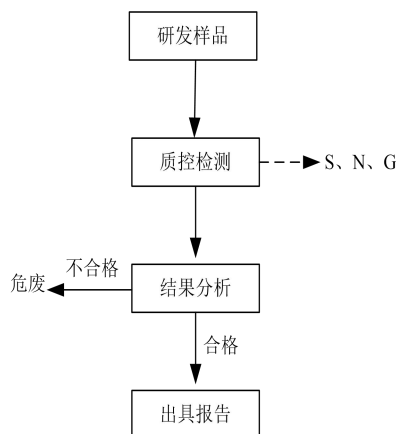 研发样品
质控检测
S、N、G
不合格
危废
结果分析
合格
出具报告